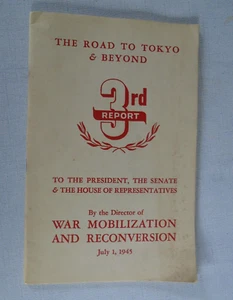 THE ROAD TO TOKYO
& BEYOND
3rd
REPORT
TO THE PRESIDENT, THE SENATE
& THE HOUSE OF REPRESENTATIVES
By the Director of
WAR MOBILIZATION
AND RECONVERSION
July 1, 1945